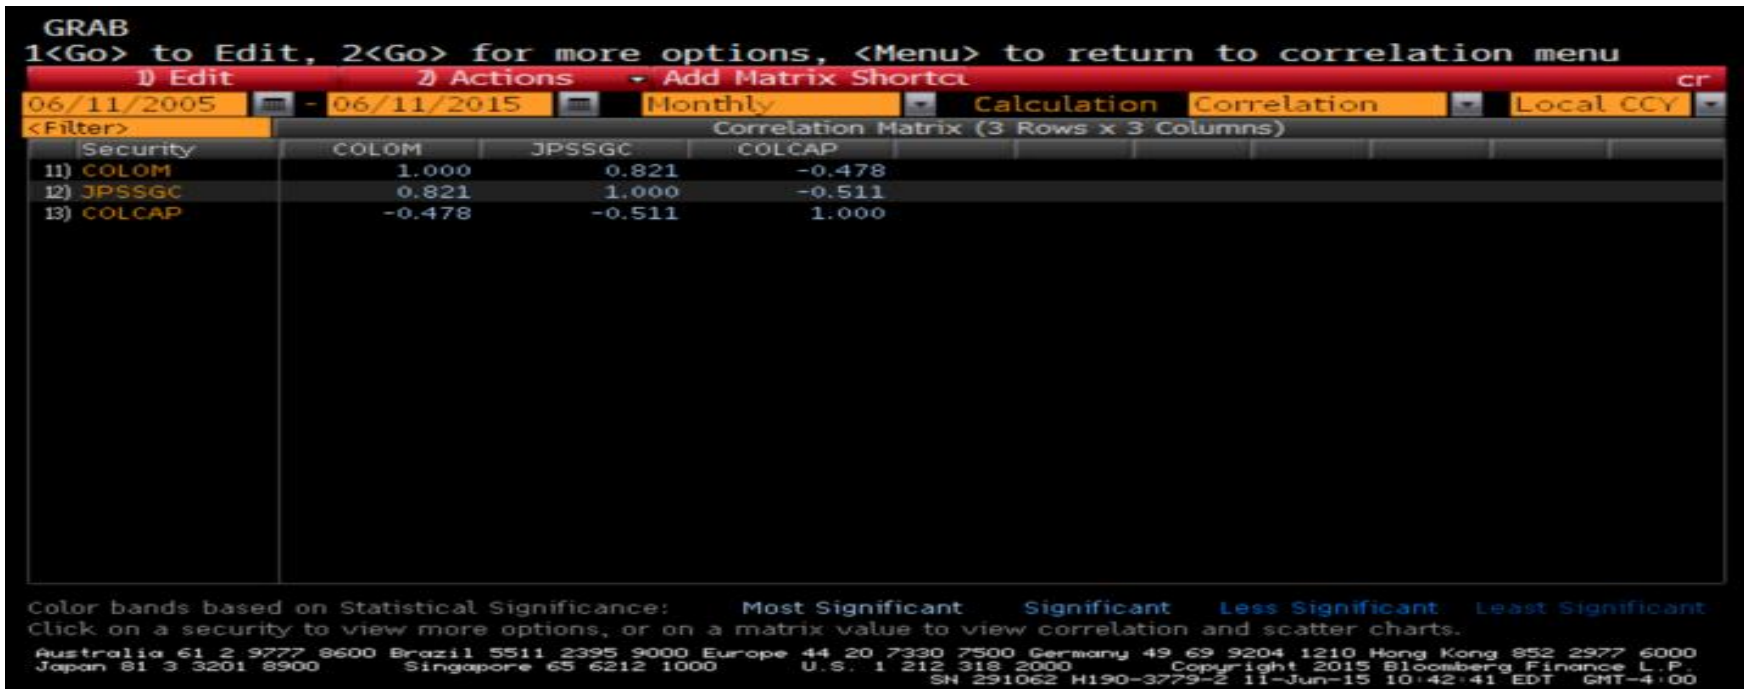 GRAB
1<Go> to Edit, 2<Go> for more options, <Menu> to return to correlation menu
1) Edit 2) Actions Add Matrix Shortcu cr
06/11/2005 - 06/11/2015 Monthly Calculation Correlation Local CCY
<Filter> Correlation Matrix (3 Rows x 3 Columns)
Security COLOM JPSSGC COLCAP
11) COLOM 1.000 0.821 -0.478
12) JPSSGC 0.821 1.000 -0.511
13) COLCAP -0.478 -0.511 1.000
Color bands based on Statistical Significance: Most Significant Significant Less Significant Least Significant
Click on a security to view more options, or on a matrix value to view correlation and scatter charts.
Australia 61 2 9777 8600 Brazil 5511 2395 9000 Europe 44 20 7330 7500 Germany 49 69 9204 1210 Hong Kong 852 2977 6000
Japan 81 3 3201 8900 Singapore 65 6212 1000 U.S. 1 212 318 2000 Copyright 2015 Bloomberg Finance L.P.
SN 291062 H190-3779-2 11-Jun-15 10:42:41 EDT GMT-4:00